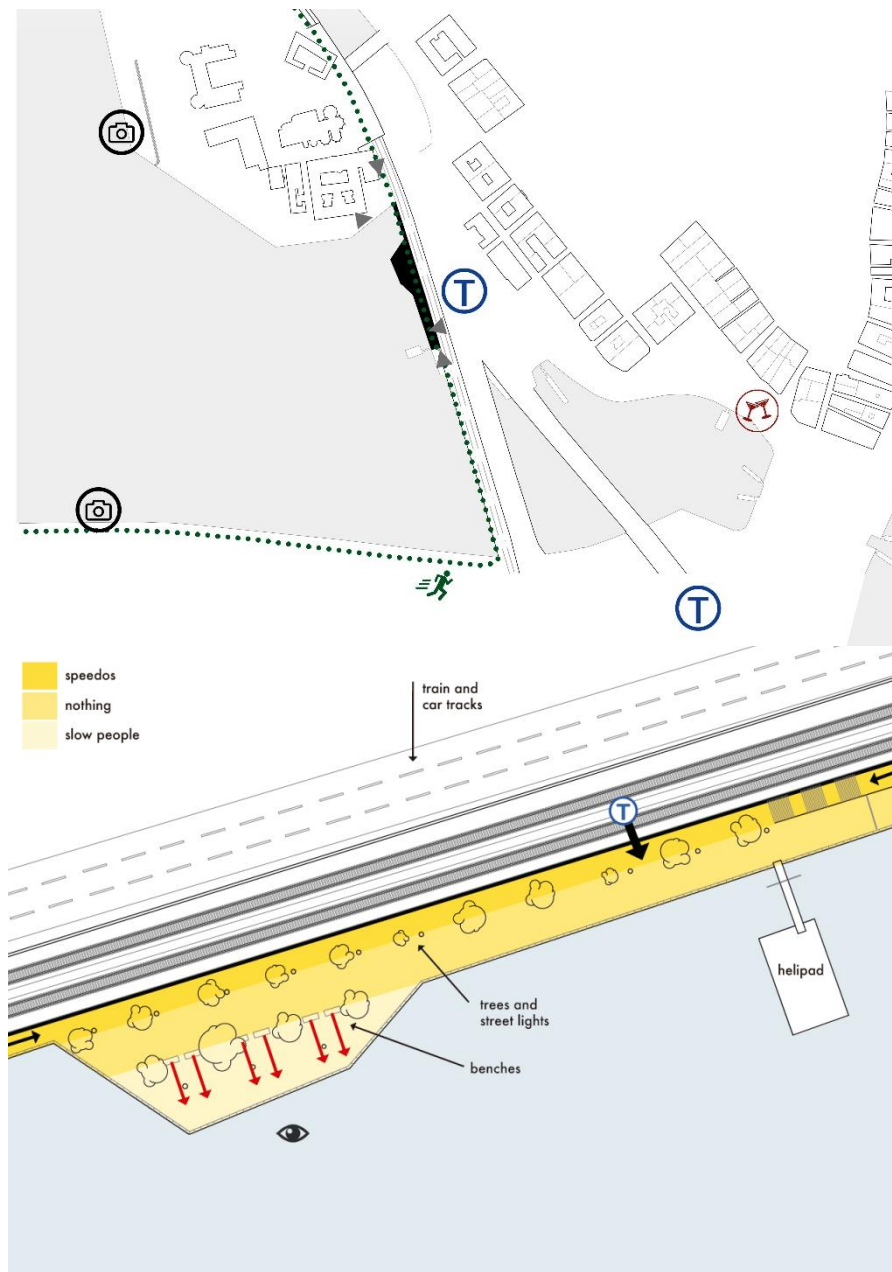 T
T
speedos
nothing
slow people
train and
car tracks
T
helipad
trees and
street lights
benches